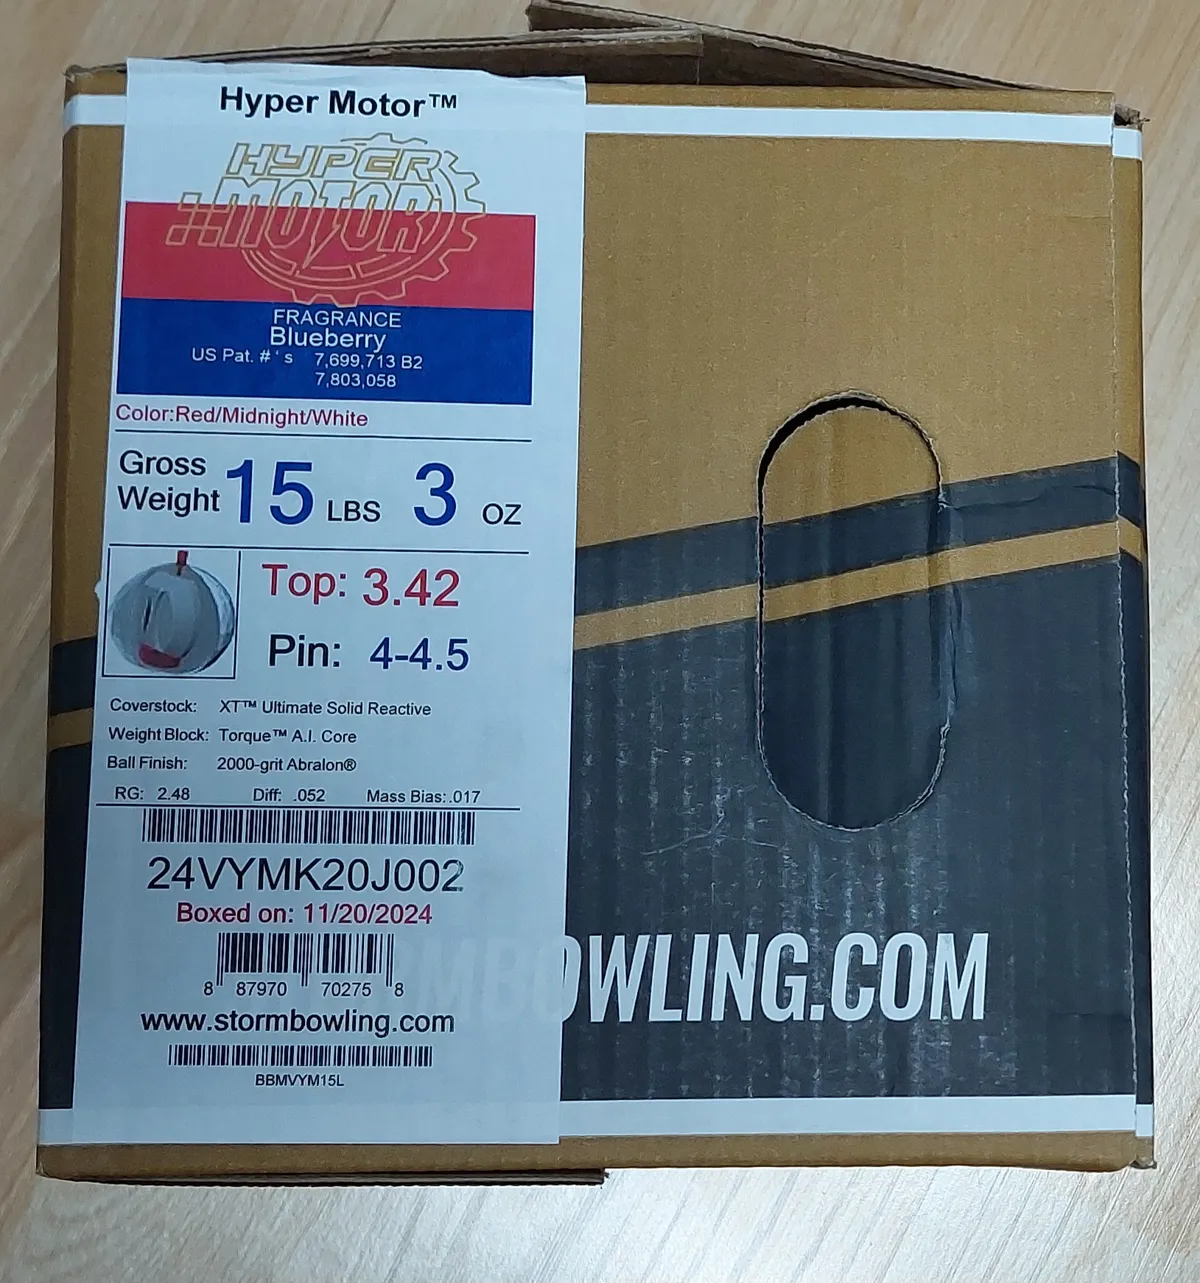 Hyper Motor™
HYPER
MOTOR
FRAGRANCE
Blueberry
US Pat. # ' s 7,699,713 B2
7,803,058
Color:Red/Midnight/White
Gross
Weight 15 LBS 3 OZ
Top: 3.42
Pin: 4-4.5
Coverstock: XT™ Ultimate Solid Reactive
Weight Block: Torque™ A.I. Core
Ball Finish: 2000-grit Abralon®
RG: 2.48 Diff: .052 Mass Bias:.017
24VYMK20J002
Boxed on: 11/20/2024
8 87970 70275 8
www.stormbowling.com
BBMVYM15L
RMBOWLING.COM